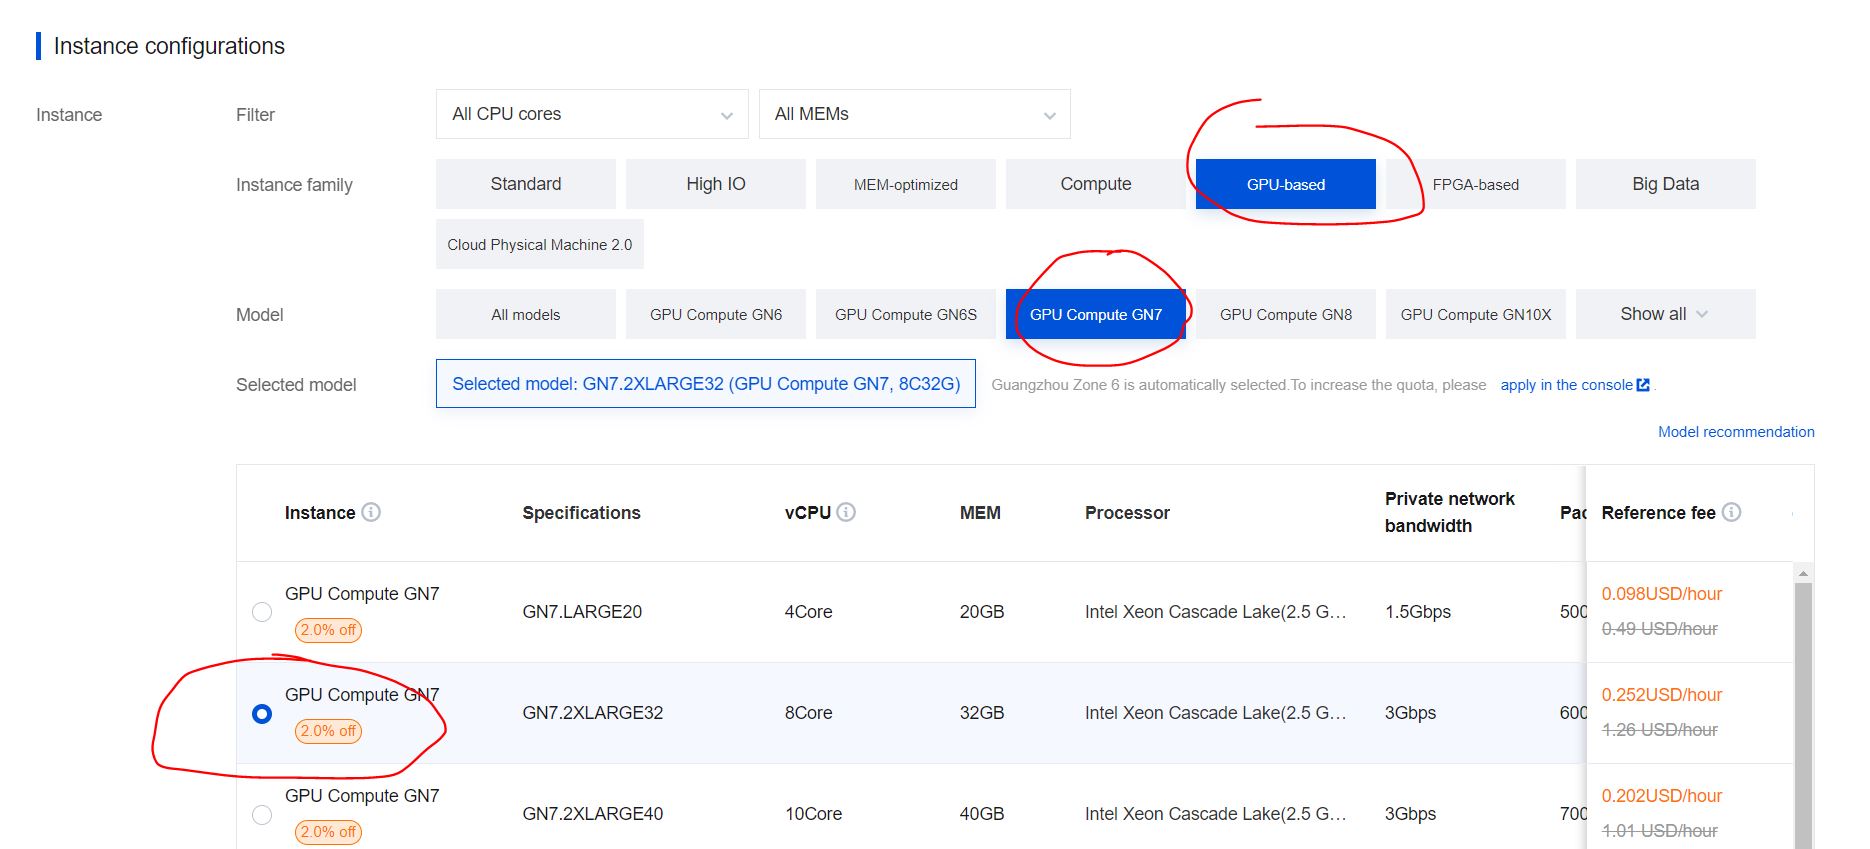 Instance configurations
Instance
Filter
All CPU cores
All MEMs
Instance family
Standard
High IO
MEM-optimized
Compute
GPU-based
FPGA-based
Big Data
Cloud Physical Machine 2.0
Model
All models
GPU Compute GN6
GPU Compute GN6S
GPU Compute GN7
GPU Compute GN8
GPU Compute GN10X
Show all
Selected model
Selected model: GN7.2XLARGE32 (GPU Compute GN7, 8C32G)
Guangzhou Zone 6 is automatically selected.To increase the quota, please apply in the console .
Model recommendation
Instance
Specifications
vCPU
MEM
Processor
Private network
bandwidth
Reference fee
GPU Compute GN7
2.0% off
GN7.LARGE20
4Core
20GB
Intel Xeon Cascade Lake(2.5 G...
1.5Gbps
500
0.098USD/hour
0.49 USD/hour
GPU Compute GN7
2.0% off
GN7.2XLARGE32
8Core
32GB
Intel Xeon Cascade Lake(2.5 G...
3Gbps
600
0.252USD/hour
1.26 USD/hour
GPU Compute GN7
2.0% off
GN7.2XLARGE40
10Core
40GB
Intel Xeon Cascade Lake(2.5 G...
3Gbps
700
0.202USD/hour
1.01 USD/hour